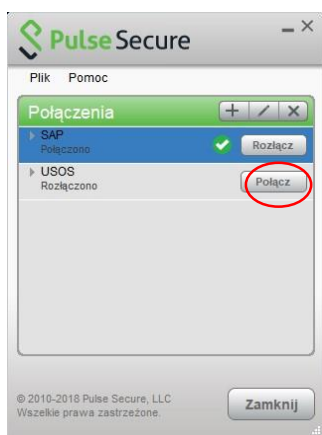 Pulse Secure
Plik Pomoc
Połączenia
SAP
Połączono
Rozłącz
USOS
Rozłączono
Połącz
© 2010-2018 Pulse Secure, LLC
Wszelkie prawa zastrzeżone.
Zamknij